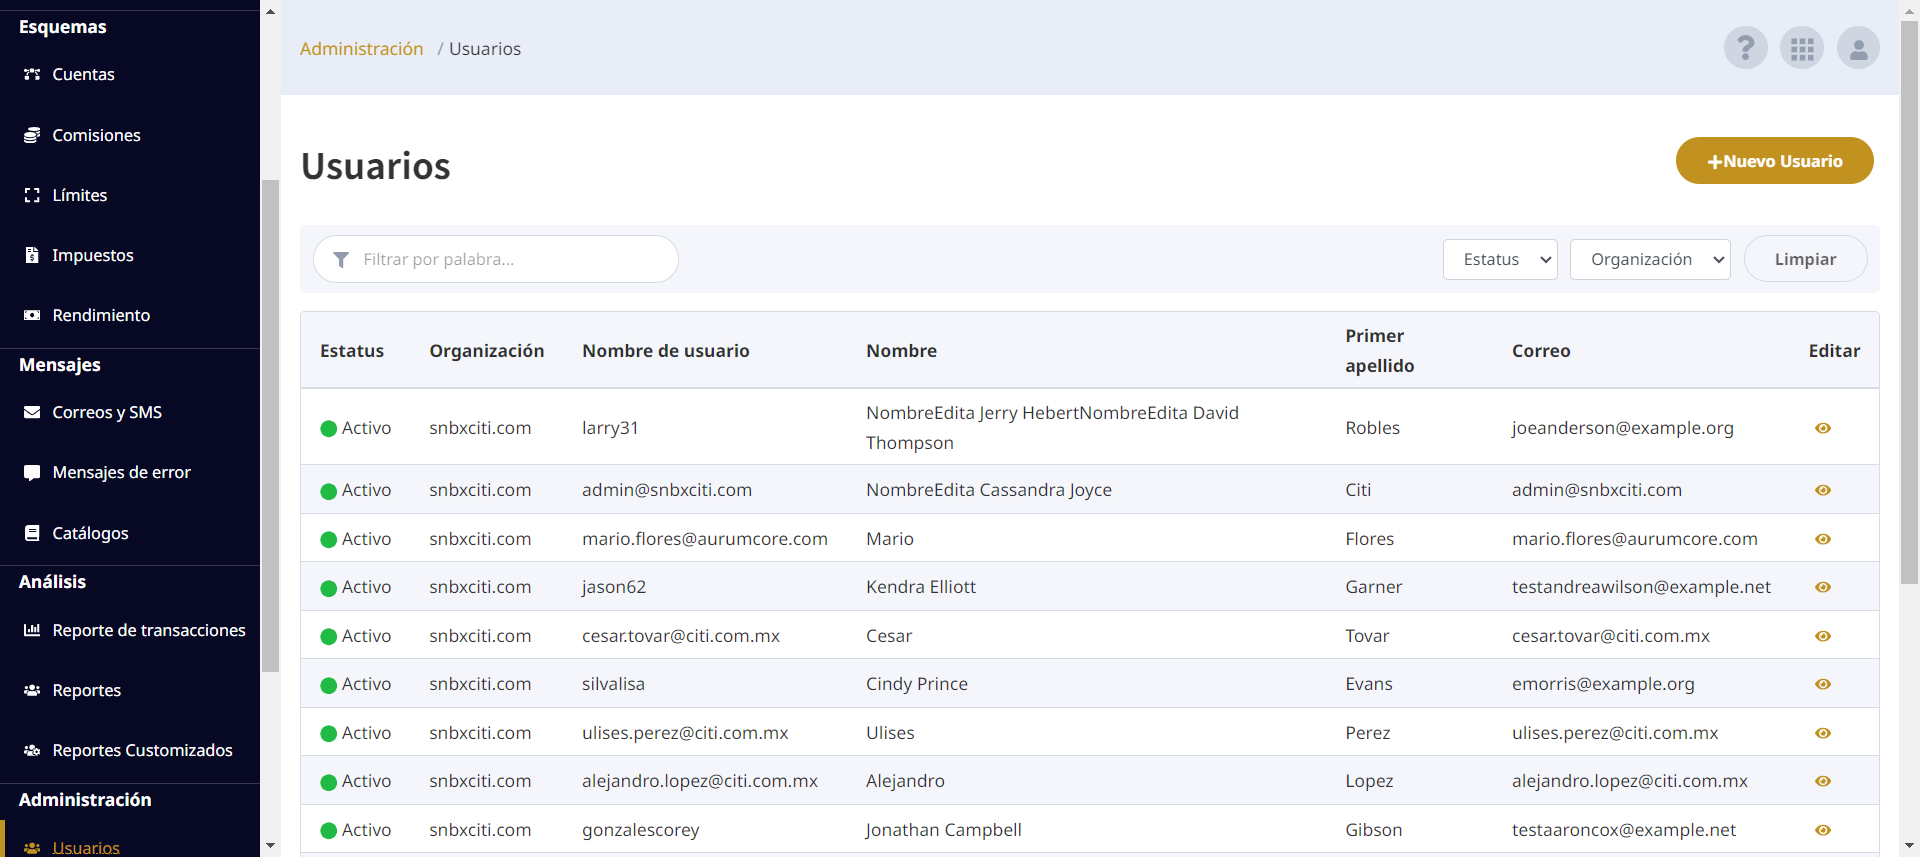 Esquemas
Cuentas
Comisiones
Límites
Impuestos
Rendimiento
Mensajes
Correos y SMS
Mensajes de error
Catálogos
Análisis
Reporte de transacciones
Reportes
Reportes Customizados
Administración
Usuarios
Administración / Usuarios
?
Usuarios
+Nuevo Usuario
Filtrar por palabra...
Estatus
Organización
Limpiar
Estatus Organización Nombre de usuario Nombre Primer apellido Correo Editar
Activo snbxciti.com larry31 NombreEdita Jerry HebertNombreEdita David
Thompson Robles joeanderson@example.org
Activo snbxciti.com admin@snbxciti.com NombreEdita Cassandra Joyce Citi admin@snbxciti.com
Activo snbxciti.com mario.flores@aurumcore.com Mario Flores mario.flores@aurumcore.com
Activo snbxciti.com jason62 Kendra Elliott Garner testandreawilson@example.net
Activo snbxciti.com cesar.tovar@citi.com.mx Cesar Tovar cesar.tovar@citi.com.mx
Activo snbxciti.com silvalisa Cindy Prince Evans emorris@example.org
Activo snbxciti.com ulises.perez@citi.com.mx Ulises Perez ulises.perez@citi.com.mx
Activo snbxciti.com alejandro.lopez@citi.com.mx Alejandro Lopez alejandro.lopez@citi.com.mx
Activo snbxciti.com gonzalescorey Jonathan Campbell Gibson testaaroncox@example.net